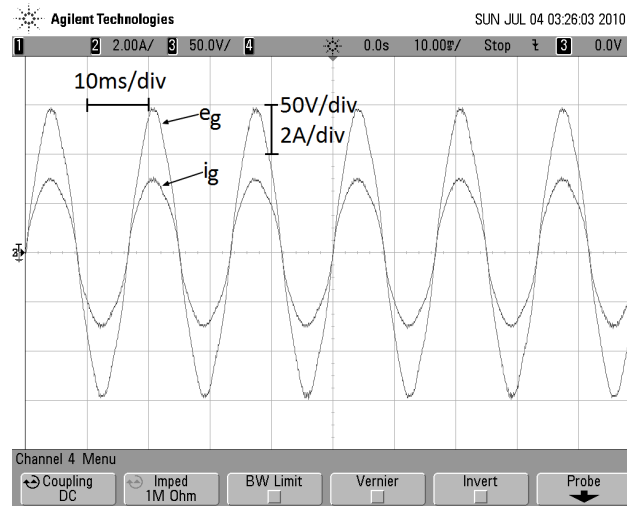 Agilent Technologies SUN JUL 04 03:26:03 2010
1 2 2.00A/ 3 50.0V/ 4 0.0s 10.00ms/ Stop 3 0.0V
10ms/div
50V/div
eg
2A/div
ig
Channel 4 Menu
Coupling Imped BW Limit Vernier Invert Probe
DC 1M Ohm